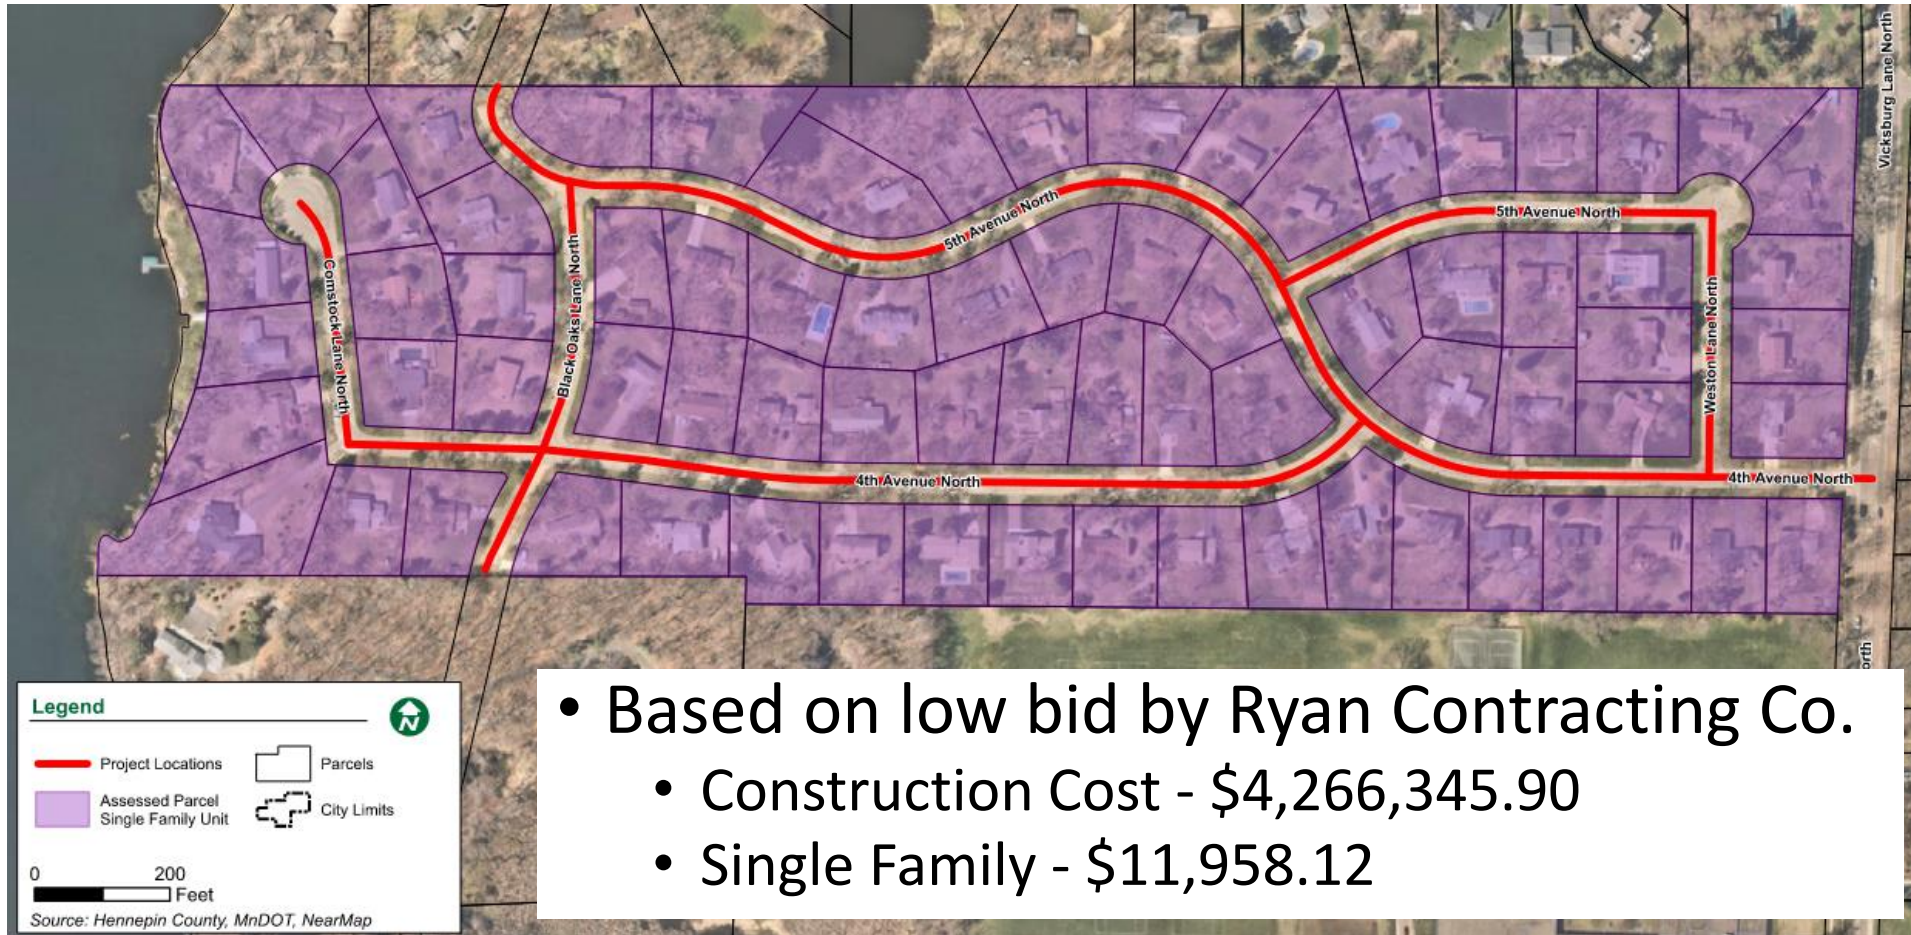 Vicksburg Lane North
5th Avenue North
5th Avenue North
Comstock Lane North
Black Oaks Lane North
Weston Lane North
4th Avenue North
4th Avenue North
orth
Legend
N
Project Locations
Parcels
Assessed Parcel
Single Family Unit
City Limits
0 200
Feet
Source: Hennepin County, MnDOT, NearMap
• Based on low bid by Ryan Contracting Co.
• Construction Cost - $4,266,345.90
• Single Family - $11,958.12